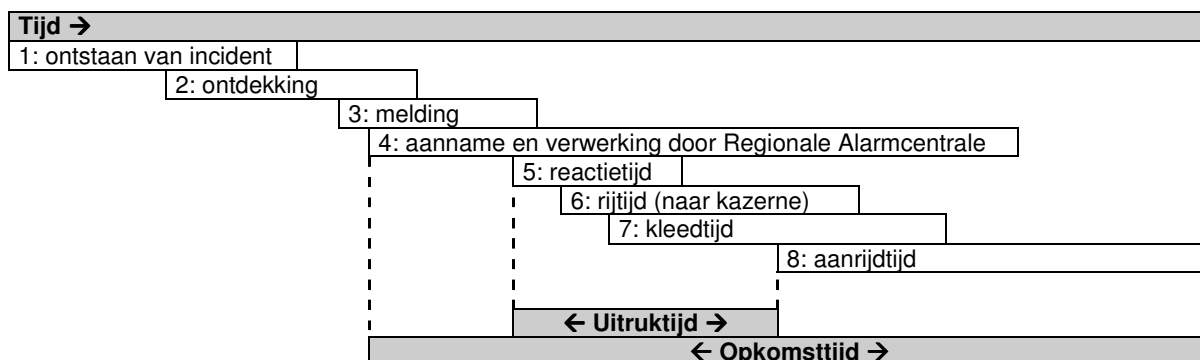 Tijd →
1: ontstaan van incident
2: ontdekking
3: melding
4: aanname en verwerking door Regionale Alarmcentrale
5: reactietijd
6: rijtijd (naar kazerne)
7: kleedtijd
8: aanrijdtijd
← Uitruktijd →
← Opkomsttijd →